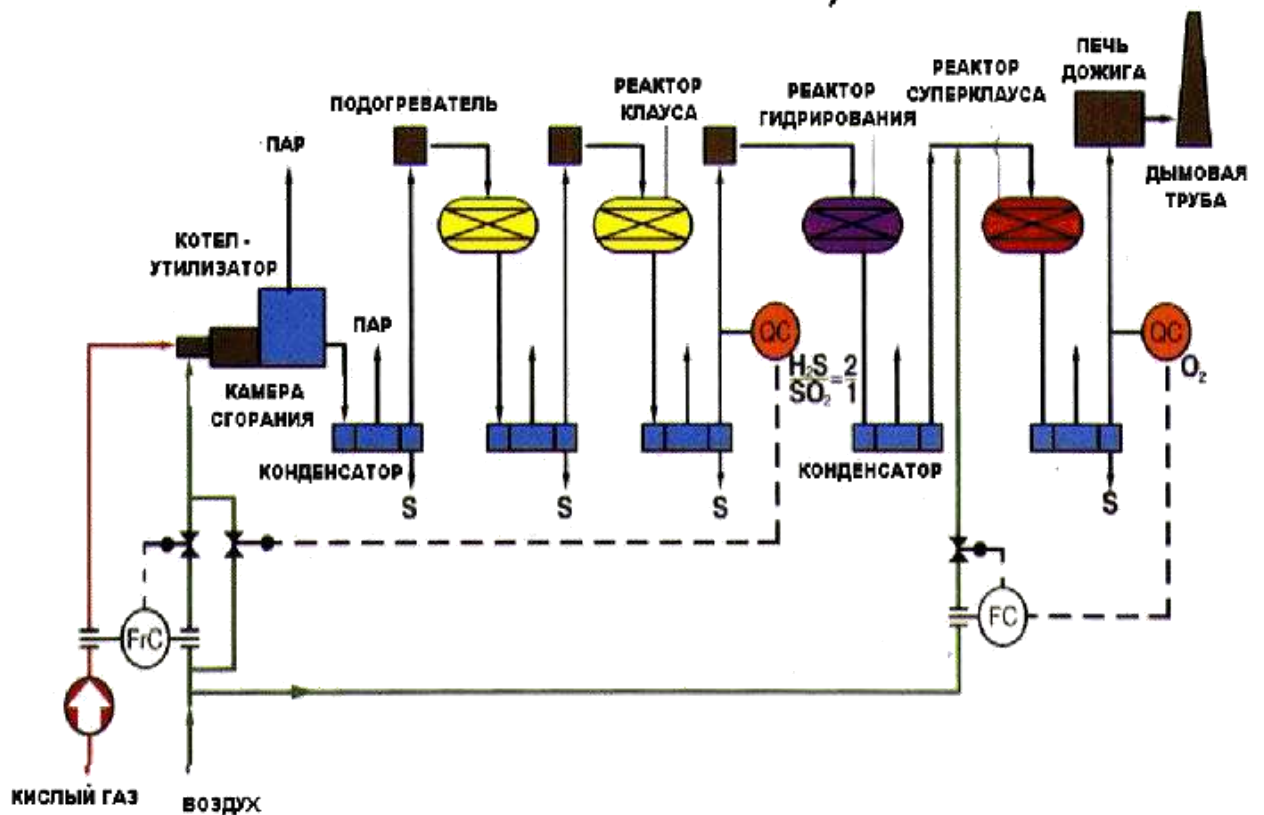 ПЕЧЬ
ДОЖИГА
РЕАКТОР
СУПЕРКЛАУСА
РЕАКТОР
КЛАУСА
РЕАКТОР
ГИДРИРОВАНИЯ
ПОДОГРЕВАТЕЛЬ
ПАР
ДЫМОВАЯ
ТРУБА
КОТЕЛ -
УТИЛИЗАТОР
ПАР
QC
QC
H₂S/SO₂ = 2/1
O₂
КАМЕРА
СГОРАНИЯ
КОНДЕНСАТОР
КОНДЕНСАТОР
S
S
S
S
FrC
FC
КИСЛЫЙ ГАЗ
ВОЗДУХ